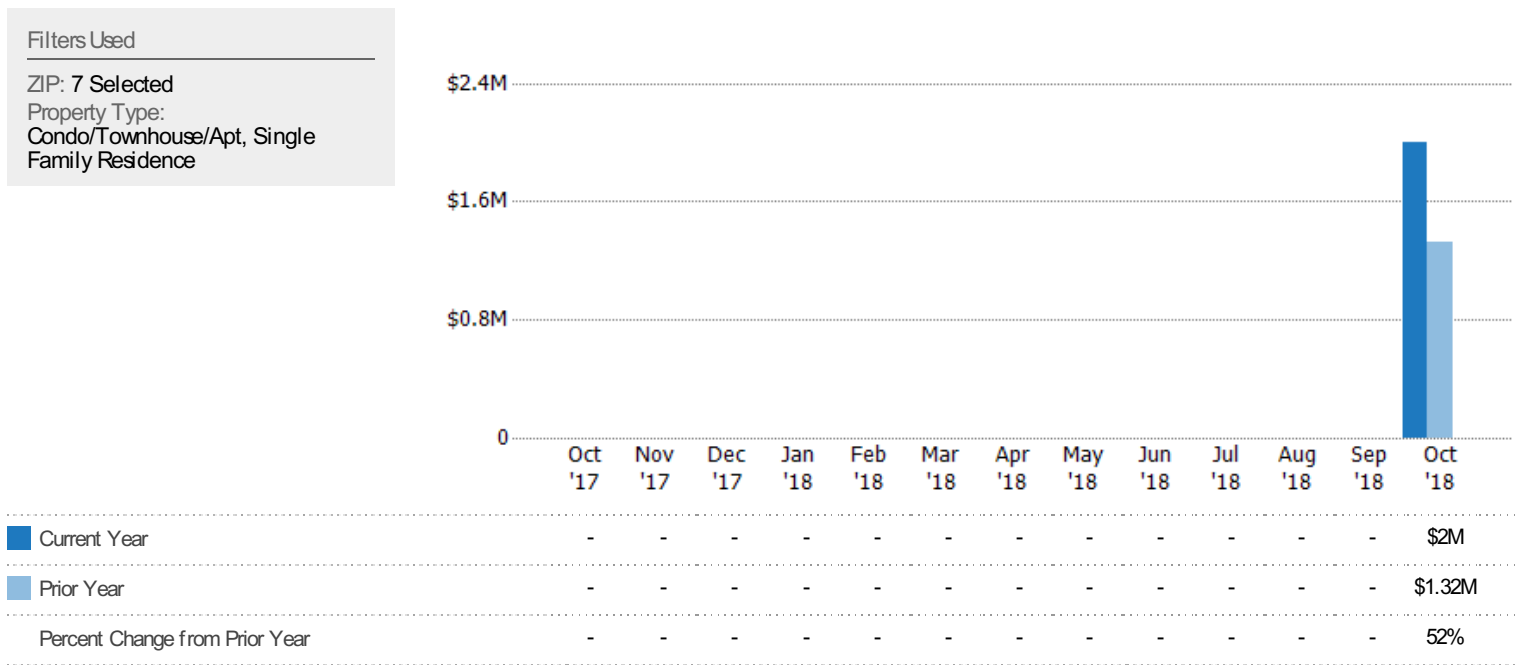 Filters Used
ZIP: 7 Selected
Property Type:
Condo/Townhouse/Apt, Single
Family Residence
$2.4M
$1.6M
$0.8M
0
Oct Nov Dec Jan Feb Mar Apr May Jun Jul Aug Sep Oct
'17 '17 '17 '18 '18 '18 '18 '18 '18 '18 '18 '18 '18
Current Year - - - - - - - - - - - - $2M
Prior Year - - - - - - - - - - - - $1.32M
Percent Change from Prior Year - - - - - - - - - - - - 52%